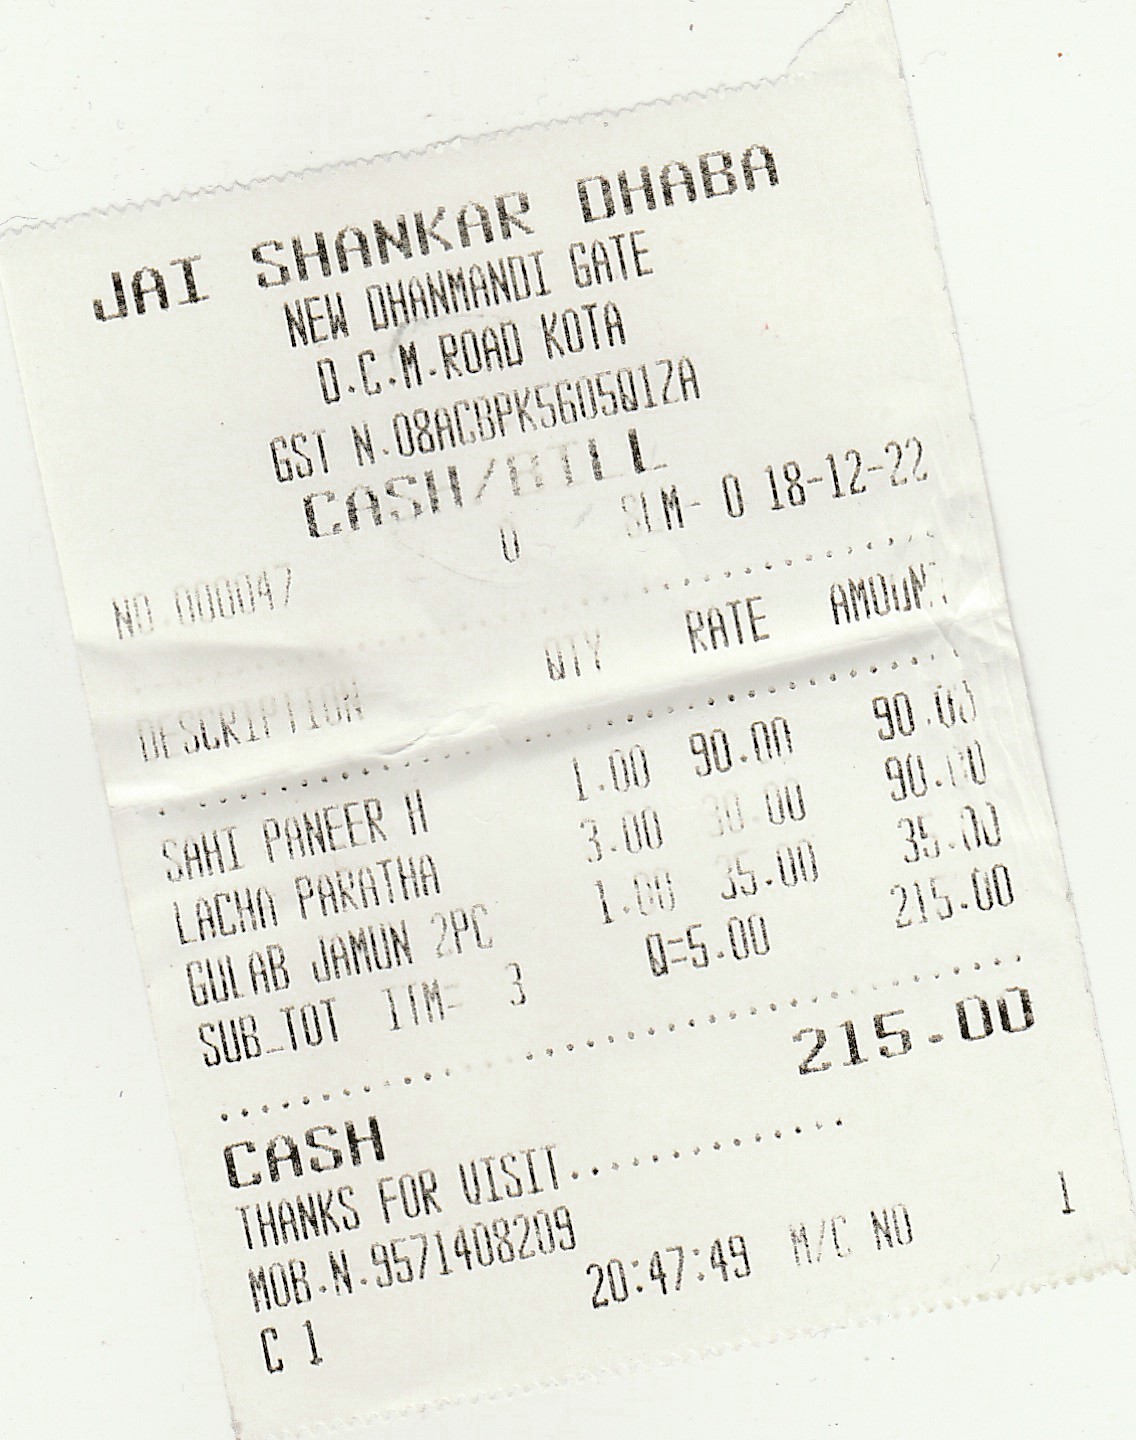 JAI SHANKAR DHABA
NEW DHANMANDI GATE
D.C.M.ROAD KOTA
GST N.08ACBPK5605Q1ZA
CASH/BILL
NO.000047 0 SLM- 0 18-12-22
DESCRIPTION QTY RATE AMOUNT
SAHI PANEER H 1.00 90.00 90.00
LACHA PARATHA 3.00 30.00 90.00
GULAB JAMUN 2PC 1.00 35.00 35.00
SUB_TOT ITM= 3 Q=5.00 215.00
CASH 215.00
THANKS FOR VISIT..............
MOB.N.9571408209
C 1 20:47:49 M/C NO 1